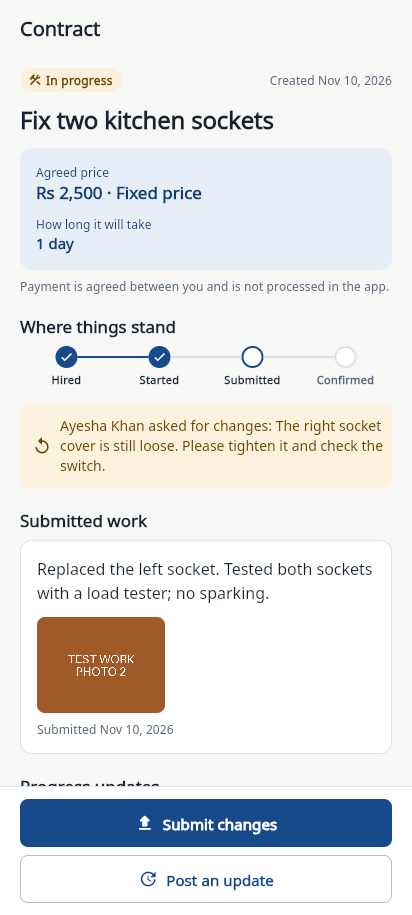 Contract
In progress
Created Nov 10, 2026
Fix two kitchen sockets
Agreed price
Rs 2,500 · Fixed price
How long it will take
1 day
Payment is agreed between you and is not processed in the app.
Where things stand
Hired
Started
Submitted
Confirmed
Ayesha Khan asked for changes: The right socket
cover is still loose. Please tighten it and check the
switch.
Submitted work
Replaced the left socket. Tested both sockets
with a load tester; no sparking.
TEST WORK
PHOTO 2
Submitted Nov 10, 2026
Progress updates
Submit changes
Post an update